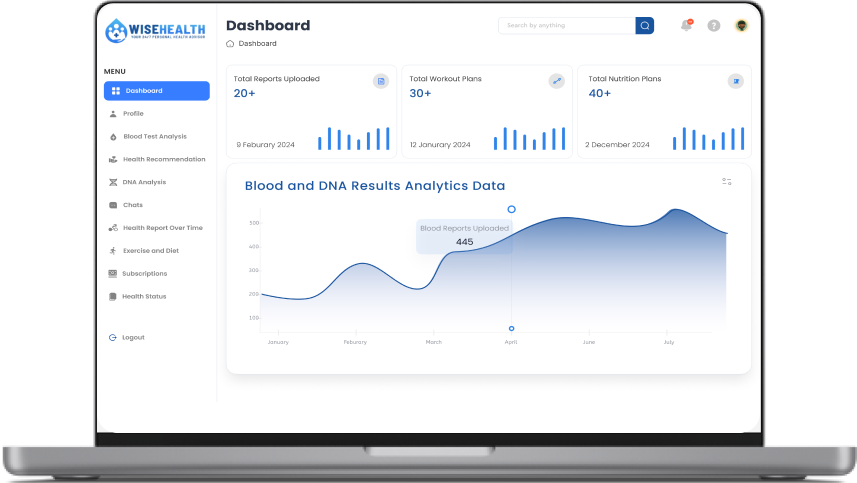 WISEHEALTH
YOUR 24/7 PERSONAL HEALTH ADVISOR
Dashboard
Search by anything
Dashboard
MENU
Dashboard
Profile
Blood Test Analysis
Health Recommendation
DNA Analysis
Chats
Health Report Over Time
Exercise and Diet
Subscriptions
Health Status
Logout
Total Reports Uploaded
20+
9 Feburary 2024
Total Workout Plans
30+
12 Janurary 2024
Total Nutrition Plans
40+
2 December 2024
Blood and DNA Results Analytics Data
Blood Reports Uploaded
445
500
400
300
200
100
January
Feburary
March
April
June
July